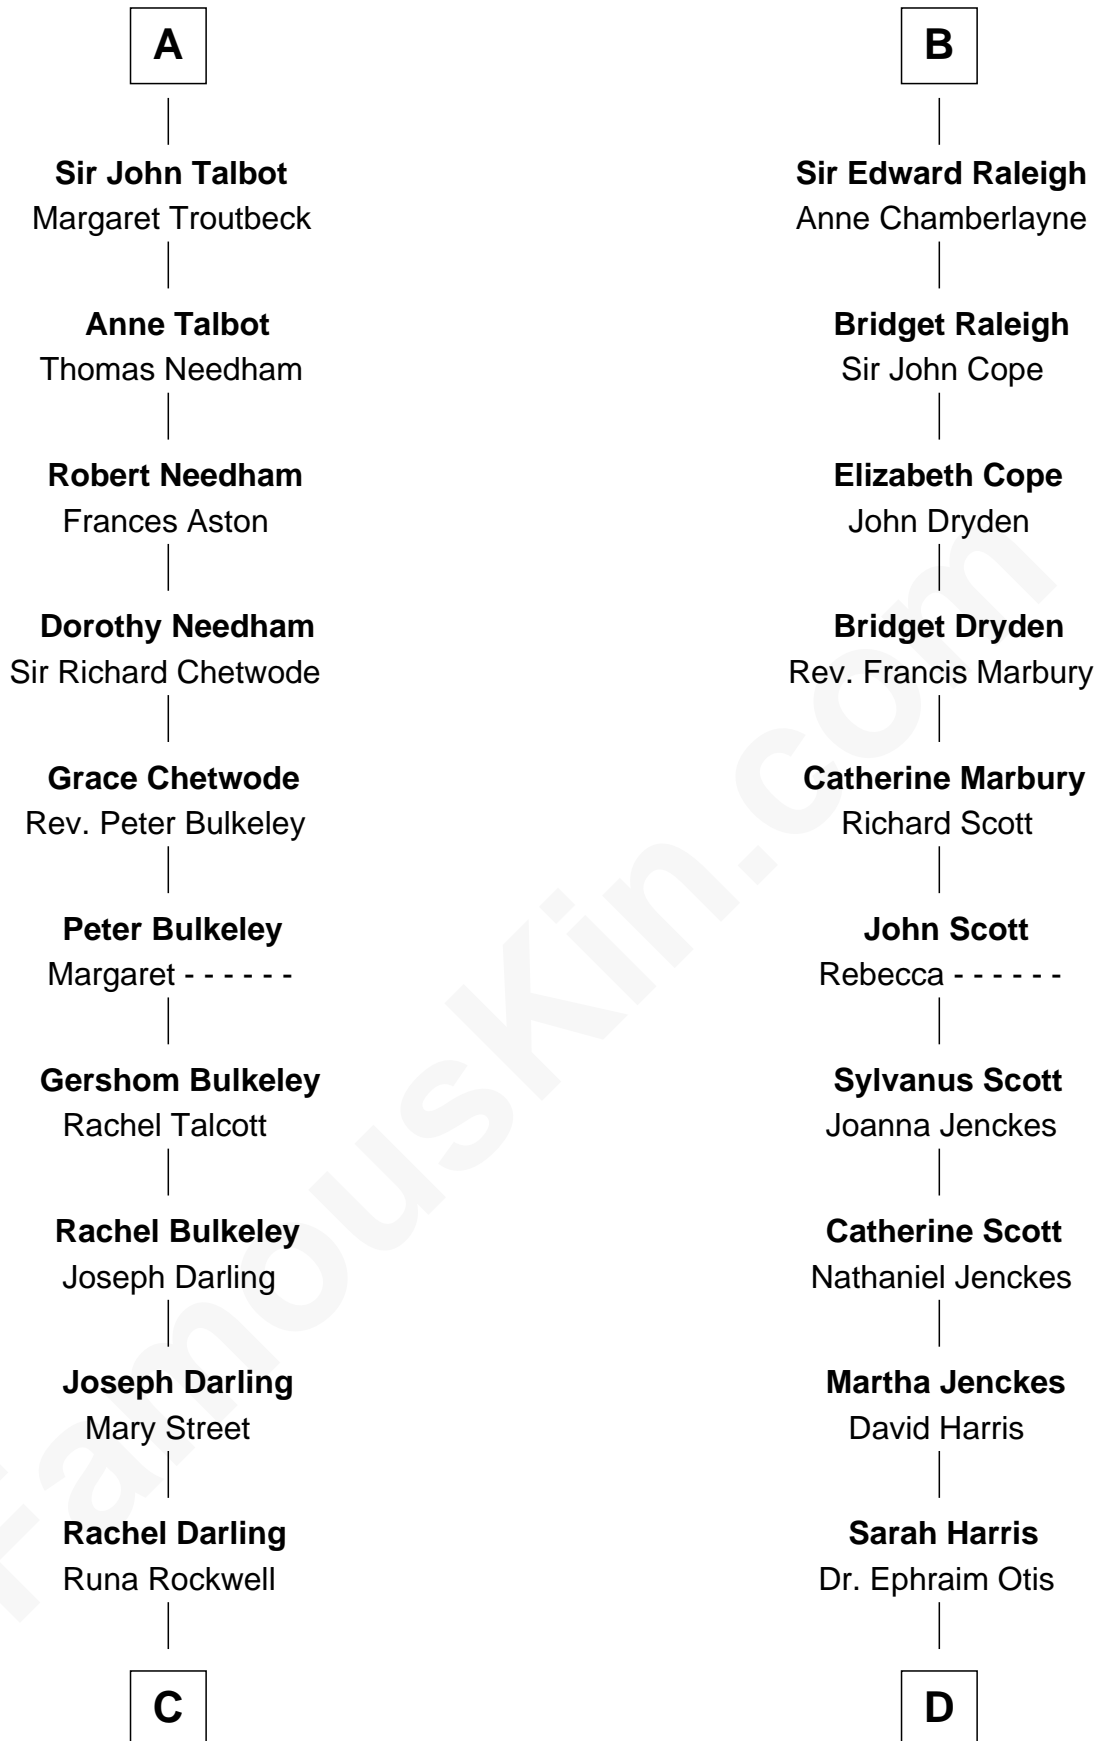 A
Sir John Talbot
Margaret Troutbeck
Anne Talbot
Thomas Needham
Robert Needham
Frances Aston
Dorothy Needham
Sir Richard Chetwode
Grace Chetwode
Rev. Peter Bulkeley
Peter Bulkeley
Margaret - - - - - -
Gershom Bulkeley
Rachel Talcott
Rachel Bulkeley
Joseph Darling
Joseph Darling
Mary Street
Rachel Darling
Runa Rockwell
C
B
Sir Edward Raleigh
Anne Chamberlayne
Bridget Raleigh
Sir John Cope
Elizabeth Cope
John Dryden
Bridget Dryden
Rev. Francis Marbury
Catherine Marbury
Richard Scott
John Scott
Rebecca - - - - - -
Sylvanus Scott
Joanna Jenckes
Catherine Scott
Nathaniel Jenckes
Martha Jenckes
David Harris
Sarah Harris
Dr. Ephraim Otis
D
FamousKin.com